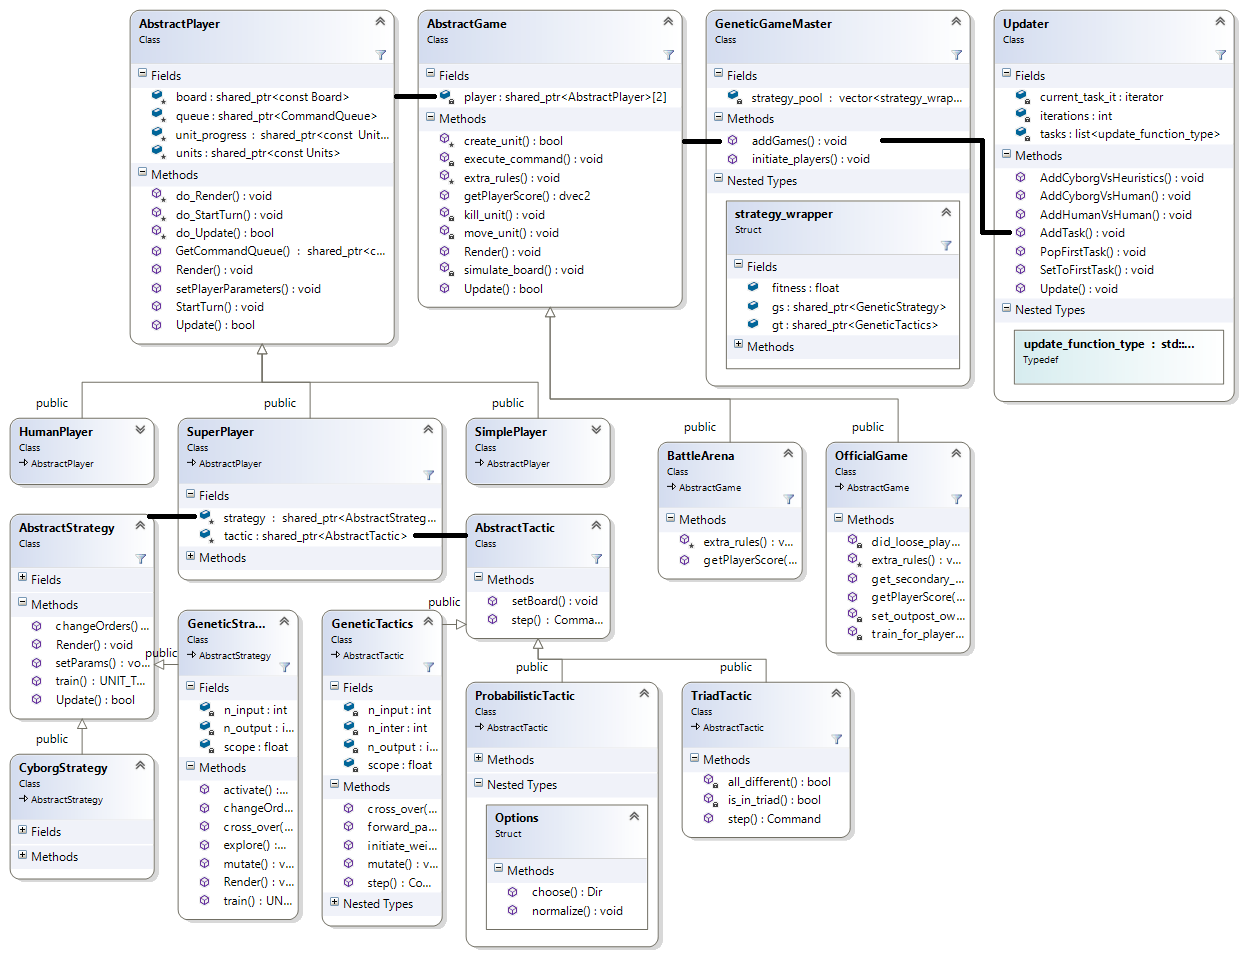 AbstractPlayer
Class
Fields
board : shared_ptr<const Board>
queue : shared_ptr<CommandQueue>
unit_progress : shared_ptr<const Unit...
units : shared_ptr<const Units>
Methods
do_Render() : void
do_StartTurn() : void
do_Update() : bool
GetCommandQueue() : shared_ptr<c...
Render() : void
setPlayerParameters() : void
StartTurn() : void
Update() : bool
AbstractGame
Class
Fields
player : shared_ptr<AbstractPlayer>[2]
Methods
create_unit() : bool
execute_command() : void
extra_rules() : void
getPlayerScore() : dvec2
kill_unit() : void
move_unit() : void
Render() : void
simulate_board() : void
Update() : bool
GeneticGameMaster
Class
Fields
strategy_pool : vector<strategy_wrap...
Methods
addGames() : void
initiate_players() : void
Nested Types
strategy_wrapper
Struct
Fields
fitness : float
gs : shared_ptr<GeneticStrategy>
gt : shared_ptr<GeneticTactics>
Methods
Updater
Class
Fields
current_task_it : iterator
iterations : int
tasks : list<update_function_type>
Methods
AddCyborgVsHeuristics() : void
AddCyborgVsHuman() : void
AddHumanVsHuman() : void
AddTask() : void
PopFirstTask() : void
SetToFirstTask() : void
Update() : void
Nested Types
update_function_type : std::...
Typedef
public
public
public
public
public
HumanPlayer
Class
AbstractPlayer
SuperPlayer
Class
AbstractPlayer
Fields
strategy : shared_ptr<AbstractStrateg...
tactic : shared_ptr<AbstractTactic>
Methods
SimplePlayer
Class
AbstractPlayer
BattleArena
Class
AbstractGame
Methods
extra_rules() : v...
getPlayerScore(...
OfficialGame
Class
AbstractGame
Methods
did_loose_play...
extra_rules() : v...
get_secondary_...
getPlayerScore(...
set_outpost_ow...
train_for_player...
AbstractStrategy
Class
Fields
Methods
changeOrders() ...
Render() : void
setParams() : vo...
train() : UNIT_T...
Update() : bool
public
public
CyborgStrategy
Class
AbstractStrategy
Fields
Methods
GeneticStra...
Class
AbstractStrategy
Fields
n_input : int
n_output : i...
scope : float
Methods
activate() :...
changeOrd...
cross_over(...
explore() :...
mutate() : v...
Render() : v...
train() : UN...
public
GeneticTactics
Class
AbstractTactic
Fields
n_input : int
n_inter : int
n_output : i...
scope : float
Methods
cross_over(...
forward_pa...
initiate_wei...
mutate() : v...
step() : Co...
Nested Types
AbstractTactic
Class
Methods
setBoard() : void
step() : Comma...
public
public
ProbabilisticTactic
Class
AbstractTactic
Methods
Nested Types
Options
Struct
Methods
choose() : Dir
normalize() : void
TriadTactic
Class
AbstractTactic
Methods
all_different() : bool
is_in_triad() : bool
step() : Command